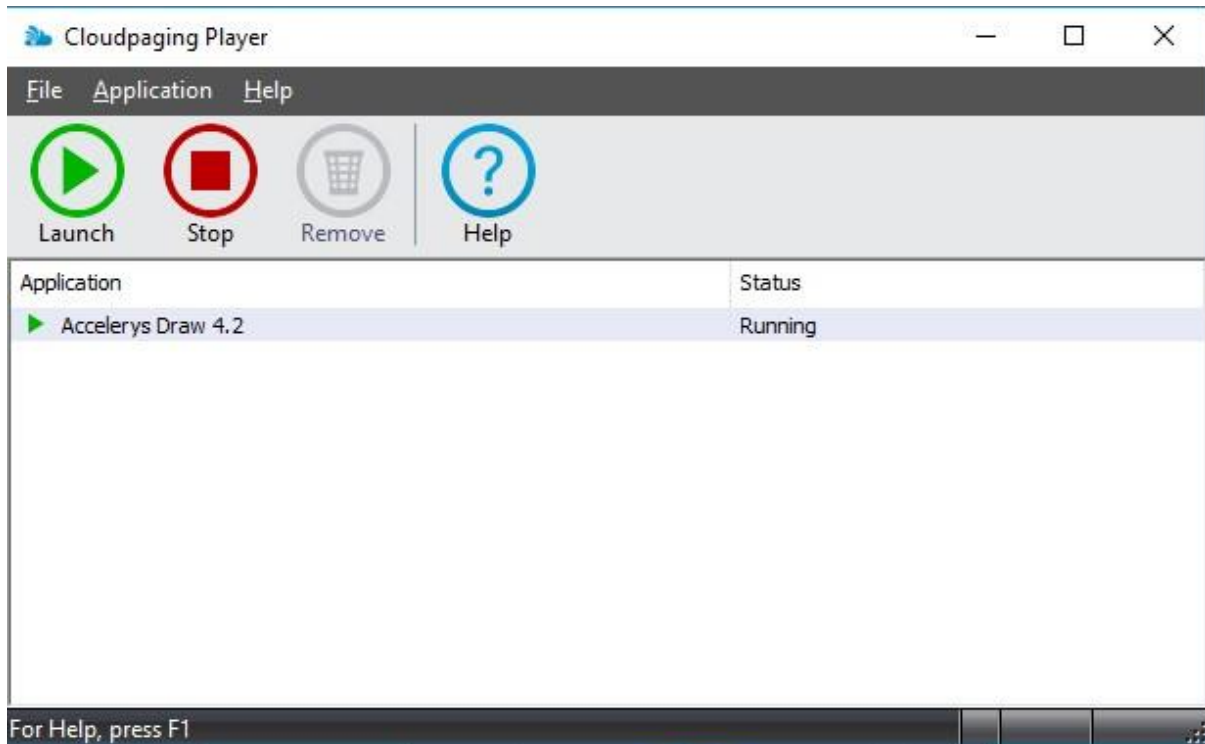 Cloudpaging Player
File Application Help
Launch Stop Remove Help
Application Status
Accelerys Draw 4.2 Running
For Help, press F1